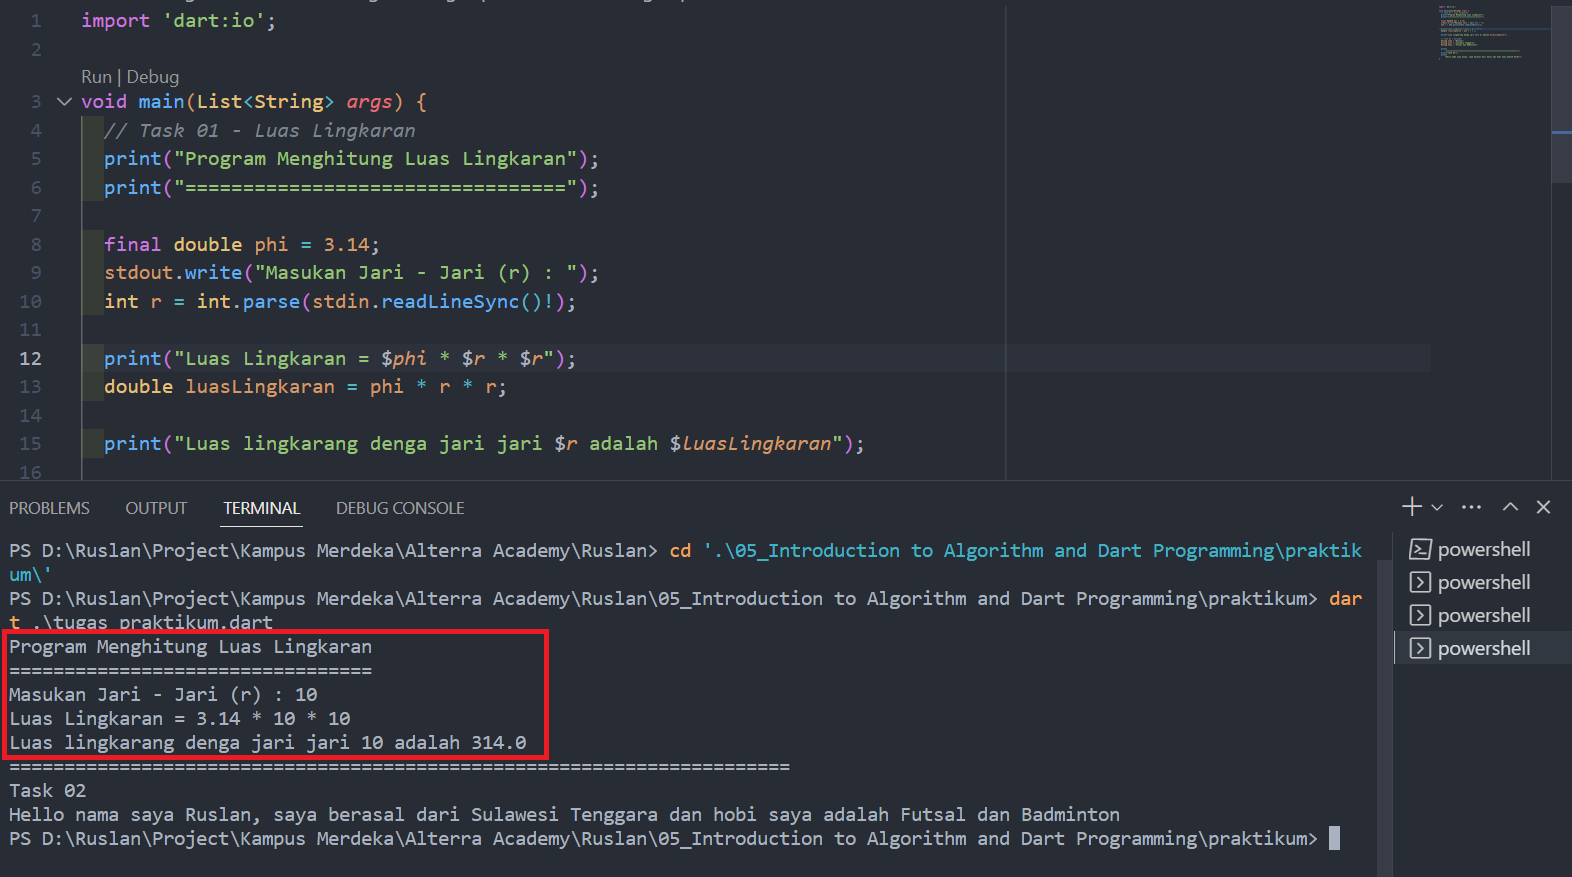 1 import 'dart:io';
2
Run | Debug
3 void main(List<String> args) {
4 // Task 01 - Luas Lingkaran
5 print("Program Menghitung Luas Lingkaran");
6 print("=================================");
7
8 final double phi = 3.14;
9 stdout.write("Masukan Jari - Jari (r) : ");
10 int r = int.parse(stdin.readLineSync()!);
11
12 print("Luas Lingkaran = $phi * $r * $r");
13 double luasLingkaran = phi * r * r;
14
15 print("Luas lingkarang denga jari jari $r adalah $luasLingkaran");
16
PROBLEMS OUTPUT TERMINAL DEBUG CONSOLE
PS D:\Ruslan\Project\Kampus Merdeka\Alterra Academy\Ruslan> cd '.\05_Introduction to Algorithm and Dart Programming\praktik
um\'
PS D:\Ruslan\Project\Kampus Merdeka\Alterra Academy\Ruslan\05_Introduction to Algorithm and Dart Programming\praktikum> dar
t .\tugas_praktikum.dart
Program Menghitung Luas Lingkaran
=================================
Masukan Jari - Jari (r) : 10
Luas Lingkaran = 3.14 * 10 * 10
Luas lingkarang denga jari jari 10 adalah 314.0
=======================================================================
Task 02
Hello nama saya Ruslan, saya berasal dari Sulawesi Tenggara dan hobi saya adalah Futsal dan Badminton
PS D:\Ruslan\Project\Kampus Merdeka\Alterra Academy\Ruslan\05_Introduction to Algorithm and Dart Programming\praktikum>
powershell
powershell
powershell
powershell